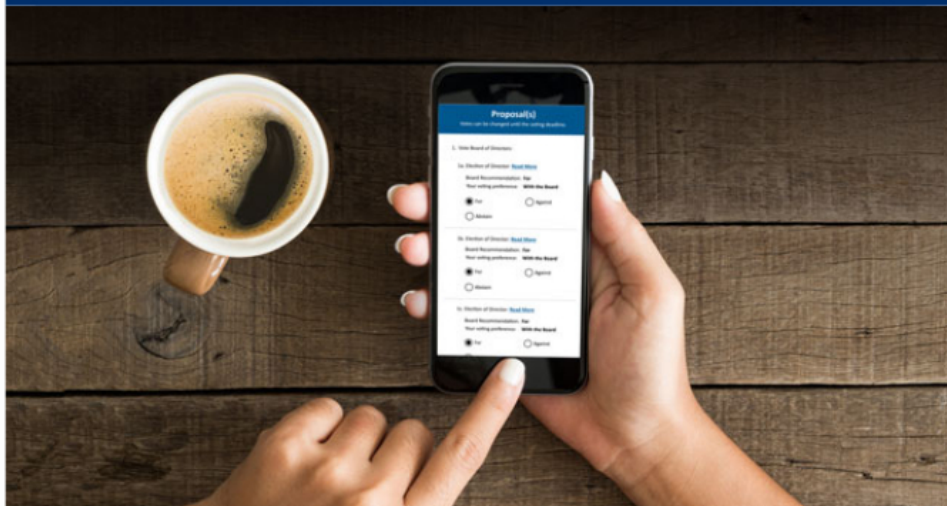 Proposal(s)
Votes can be changed until the voting deadline
1. Vote Board of Directors:
1a. Election of Director: Read More
Board Recommendation: For
Your voting preference: With the Board
For
Against
Abstain
Election of Director: Read More
Board Recommendation: For
Your voting preference: With the Board
For
Against
Abstain
1c. Election of Director: Read More
Board Recommendation: For
Your voting preference: With the Board
For
Against